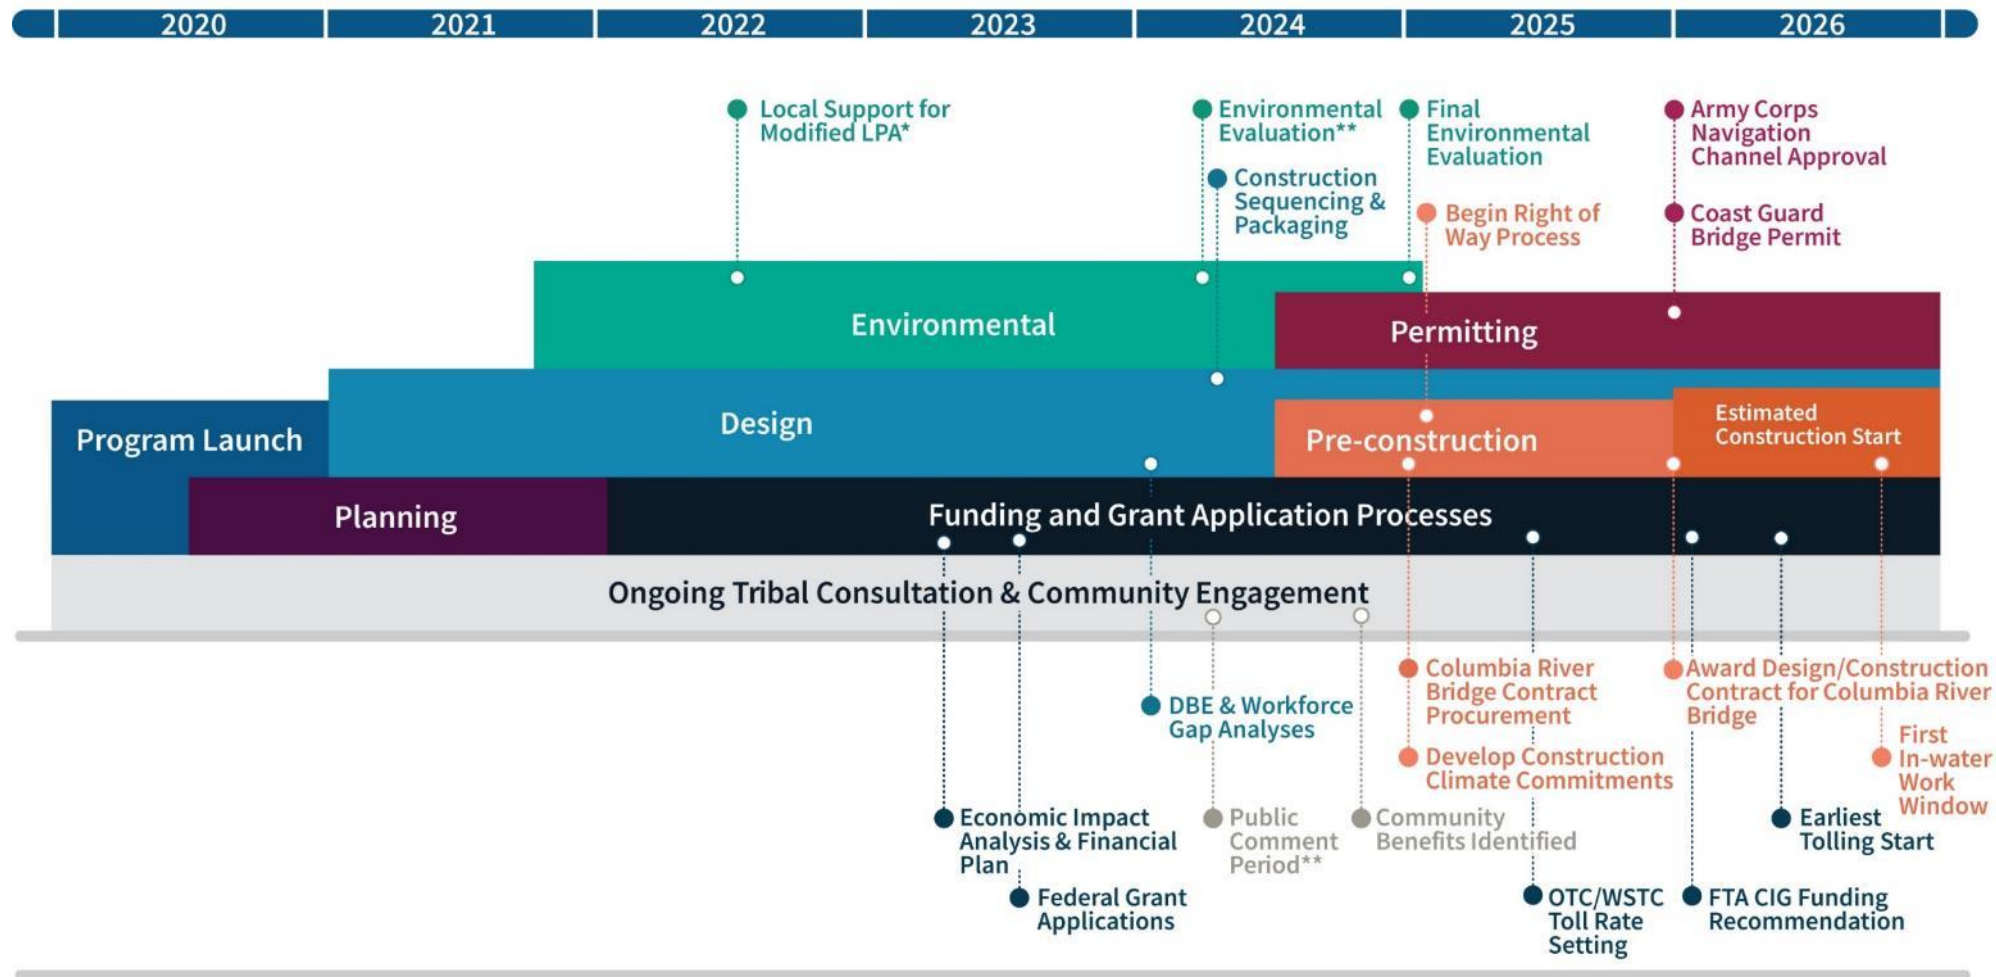 2020 2021 2022 2023 2024 2025 2026
Local Support for
Modified LPA*
Environmental
Evaluation**
Final
Environmental
Evaluation
Army Corps
Navigation
Channel Approval
Construction
Sequencing &
Packaging
Begin Right of
Way Process
Coast Guard
Bridge Permit
Environmental
Permitting
Program Launch
Design
Pre-construction
Estimated
Construction Start
Planning
Funding and Grant Application Processes
Ongoing Tribal Consultation & Community Engagement
Columbia River
Bridge Contract
Procurement
Award Design/Construction
Contract for Columbia River
Bridge
DBE & Workforce
Gap Analyses
Develop Construction
Climate Commitments
First
In-water
Work
Window
Economic Impact
Analysis & Financial
Plan
Public
Comment
Period**
Community
Benefits Identified
Earliest
Tolling Start
Federal Grant
Applications
OTC/WSTC
Toll Rate
Setting
FTA CIG Funding
Recommendation